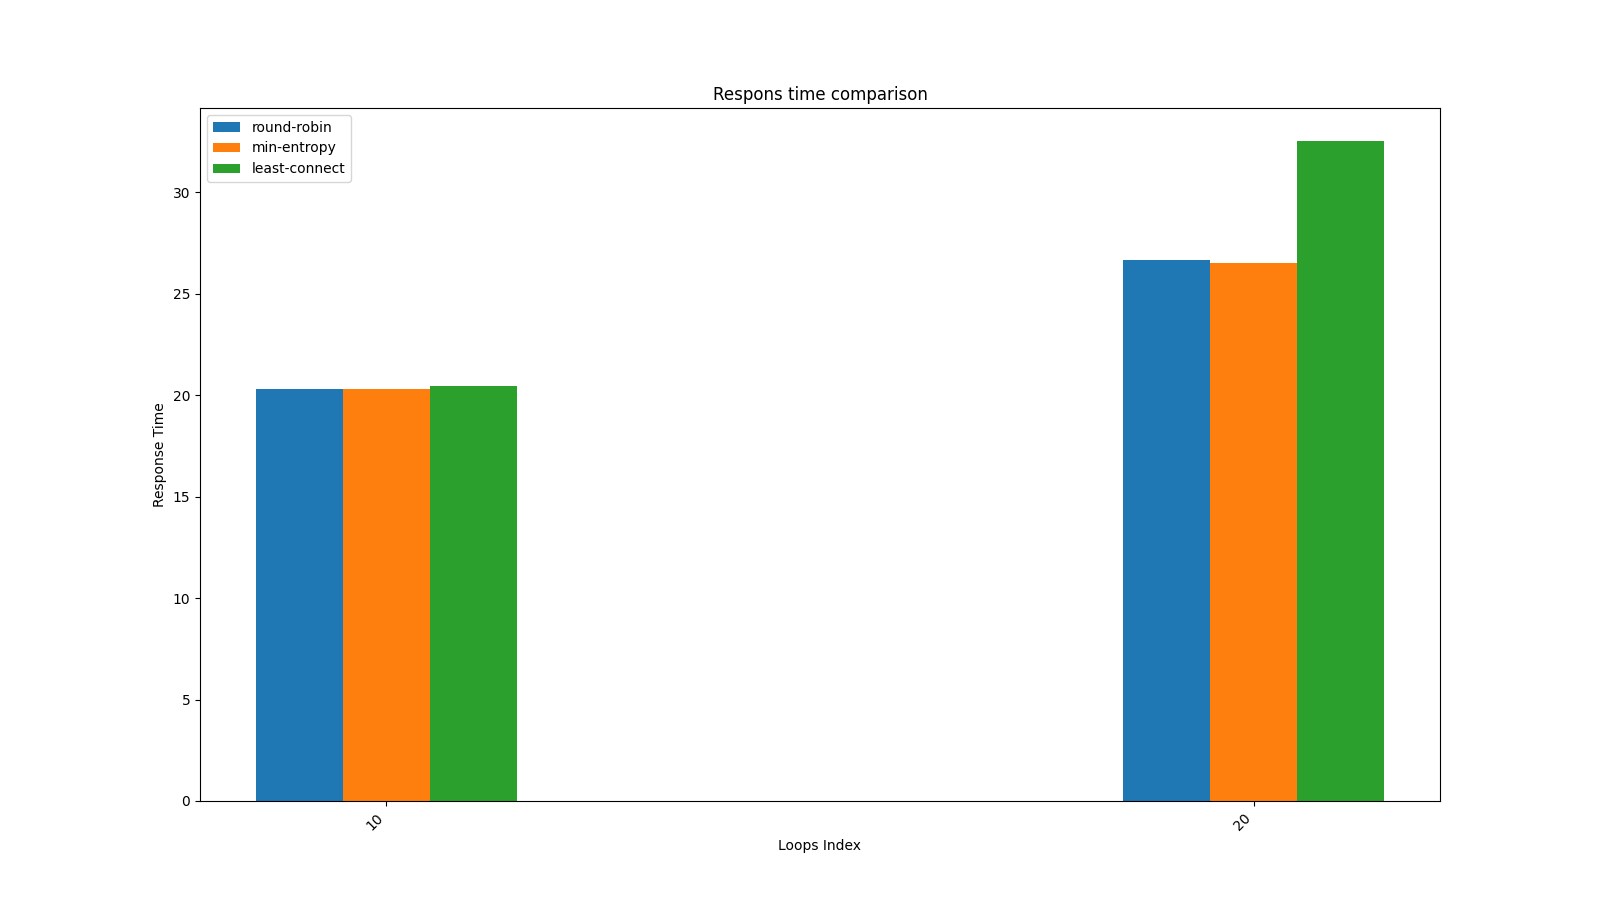 Respons time comparison
round-robin
min-entropy
least-connect
30
25
20
15
10
5
0
Response Time
10
20
Loops Index